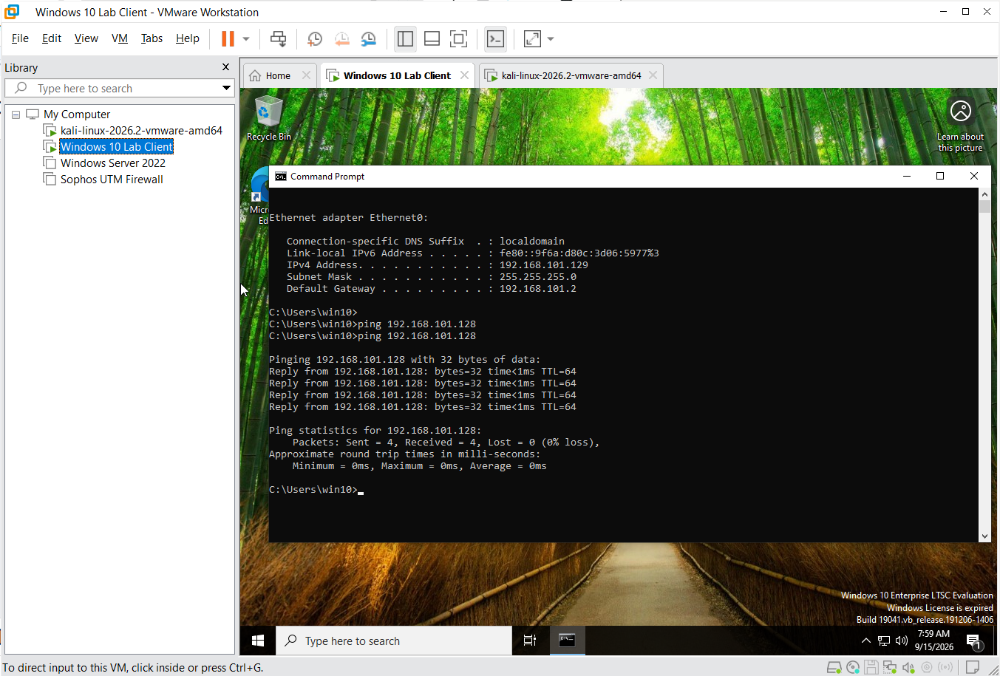 Windows 10 Lab Client - VMware Workstation
File Edit View VM Tabs Help
Library
Type here to search
My Computer
kali-linux-2026.2-vmware-amd64
Windows 10 Lab Client
Windows Server 2022
Sophos UTM Firewall
Home
Windows 10 Lab Client
kali-linux-2026.2-vmware-amd64
Recycle Bin
Learn about
this picture
Micr
Ed
Command Prompt
Ethernet adapter Ethernet0:
Connection-specific DNS Suffix  . : localdomain
Link-local IPv6 Address . . . . . : fe80::9f6a:d80c:3d06:5977%3
IPv4 Address. . . . . . . . . . . : 192.168.101.129
Subnet Mask . . . . . . . . . . . : 255.255.255.0
Default Gateway . . . . . . . . . : 192.168.101.2
C:\Users\win10>
C:\Users\win10>ping 192.168.101.128
C:\Users\win10>ping 192.168.101.128
Pinging 192.168.101.128 with 32 bytes of data:
Reply from 192.168.101.128: bytes=32 time<1ms TTL=64
Reply from 192.168.101.128: bytes=32 time<1ms TTL=64
Reply from 192.168.101.128: bytes=32 time<1ms TTL=64
Reply from 192.168.101.128: bytes=32 time<1ms TTL=64
Ping statistics for 192.168.101.128:
Packets: Sent = 4, Received = 4, Lost = 0 (0% loss),
Approximate round trip times in milli-seconds:
Minimum = 0ms, Maximum = 0ms, Average = 0ms
C:\Users\win10>
Windows 10 Enterprise LTSC Evaluation
Windows License is expired
Build 19041.vb_release.191206-1406
Type here to search
7:59 AM
9/15/2026
1
To direct input to this VM, click inside or press Ctrl+G.